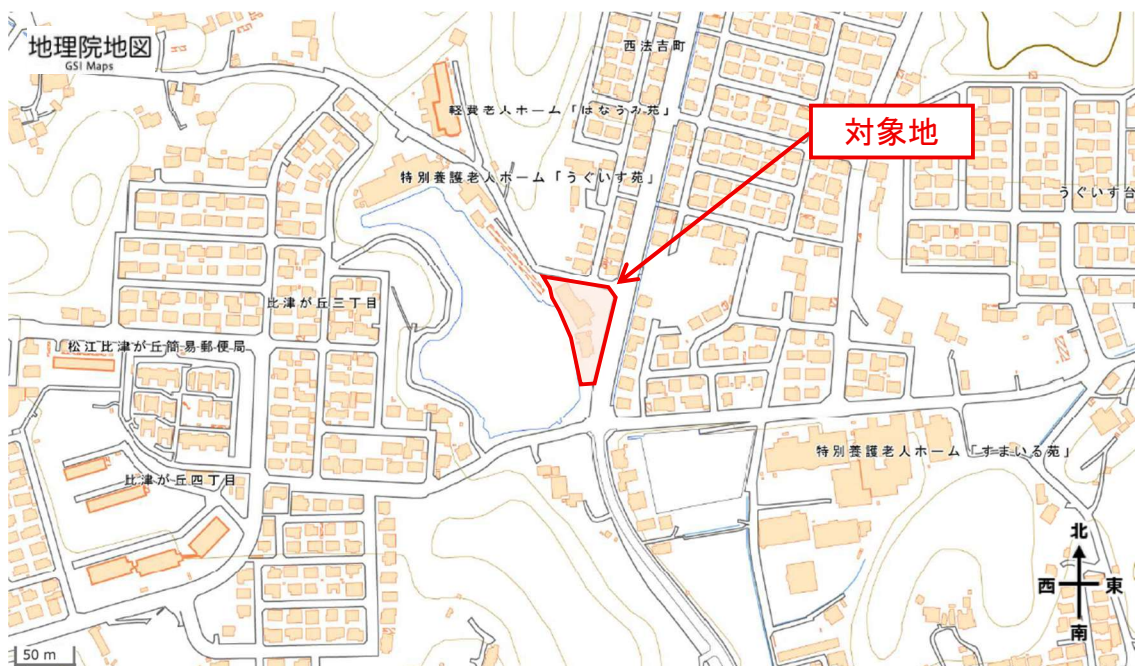 地理院地図
GSI Maps
西法吉町
軽費老人ホーム「はなうみ苑」
対象地
特別養護老人ホーム「うぐいす苑」
うぐいす台
比津が丘三丁目
松江比津が丘簡易郵便局
特別養護老人ホーム「すまいる苑」
比津が丘四丁目
北
西
東
南
50 m